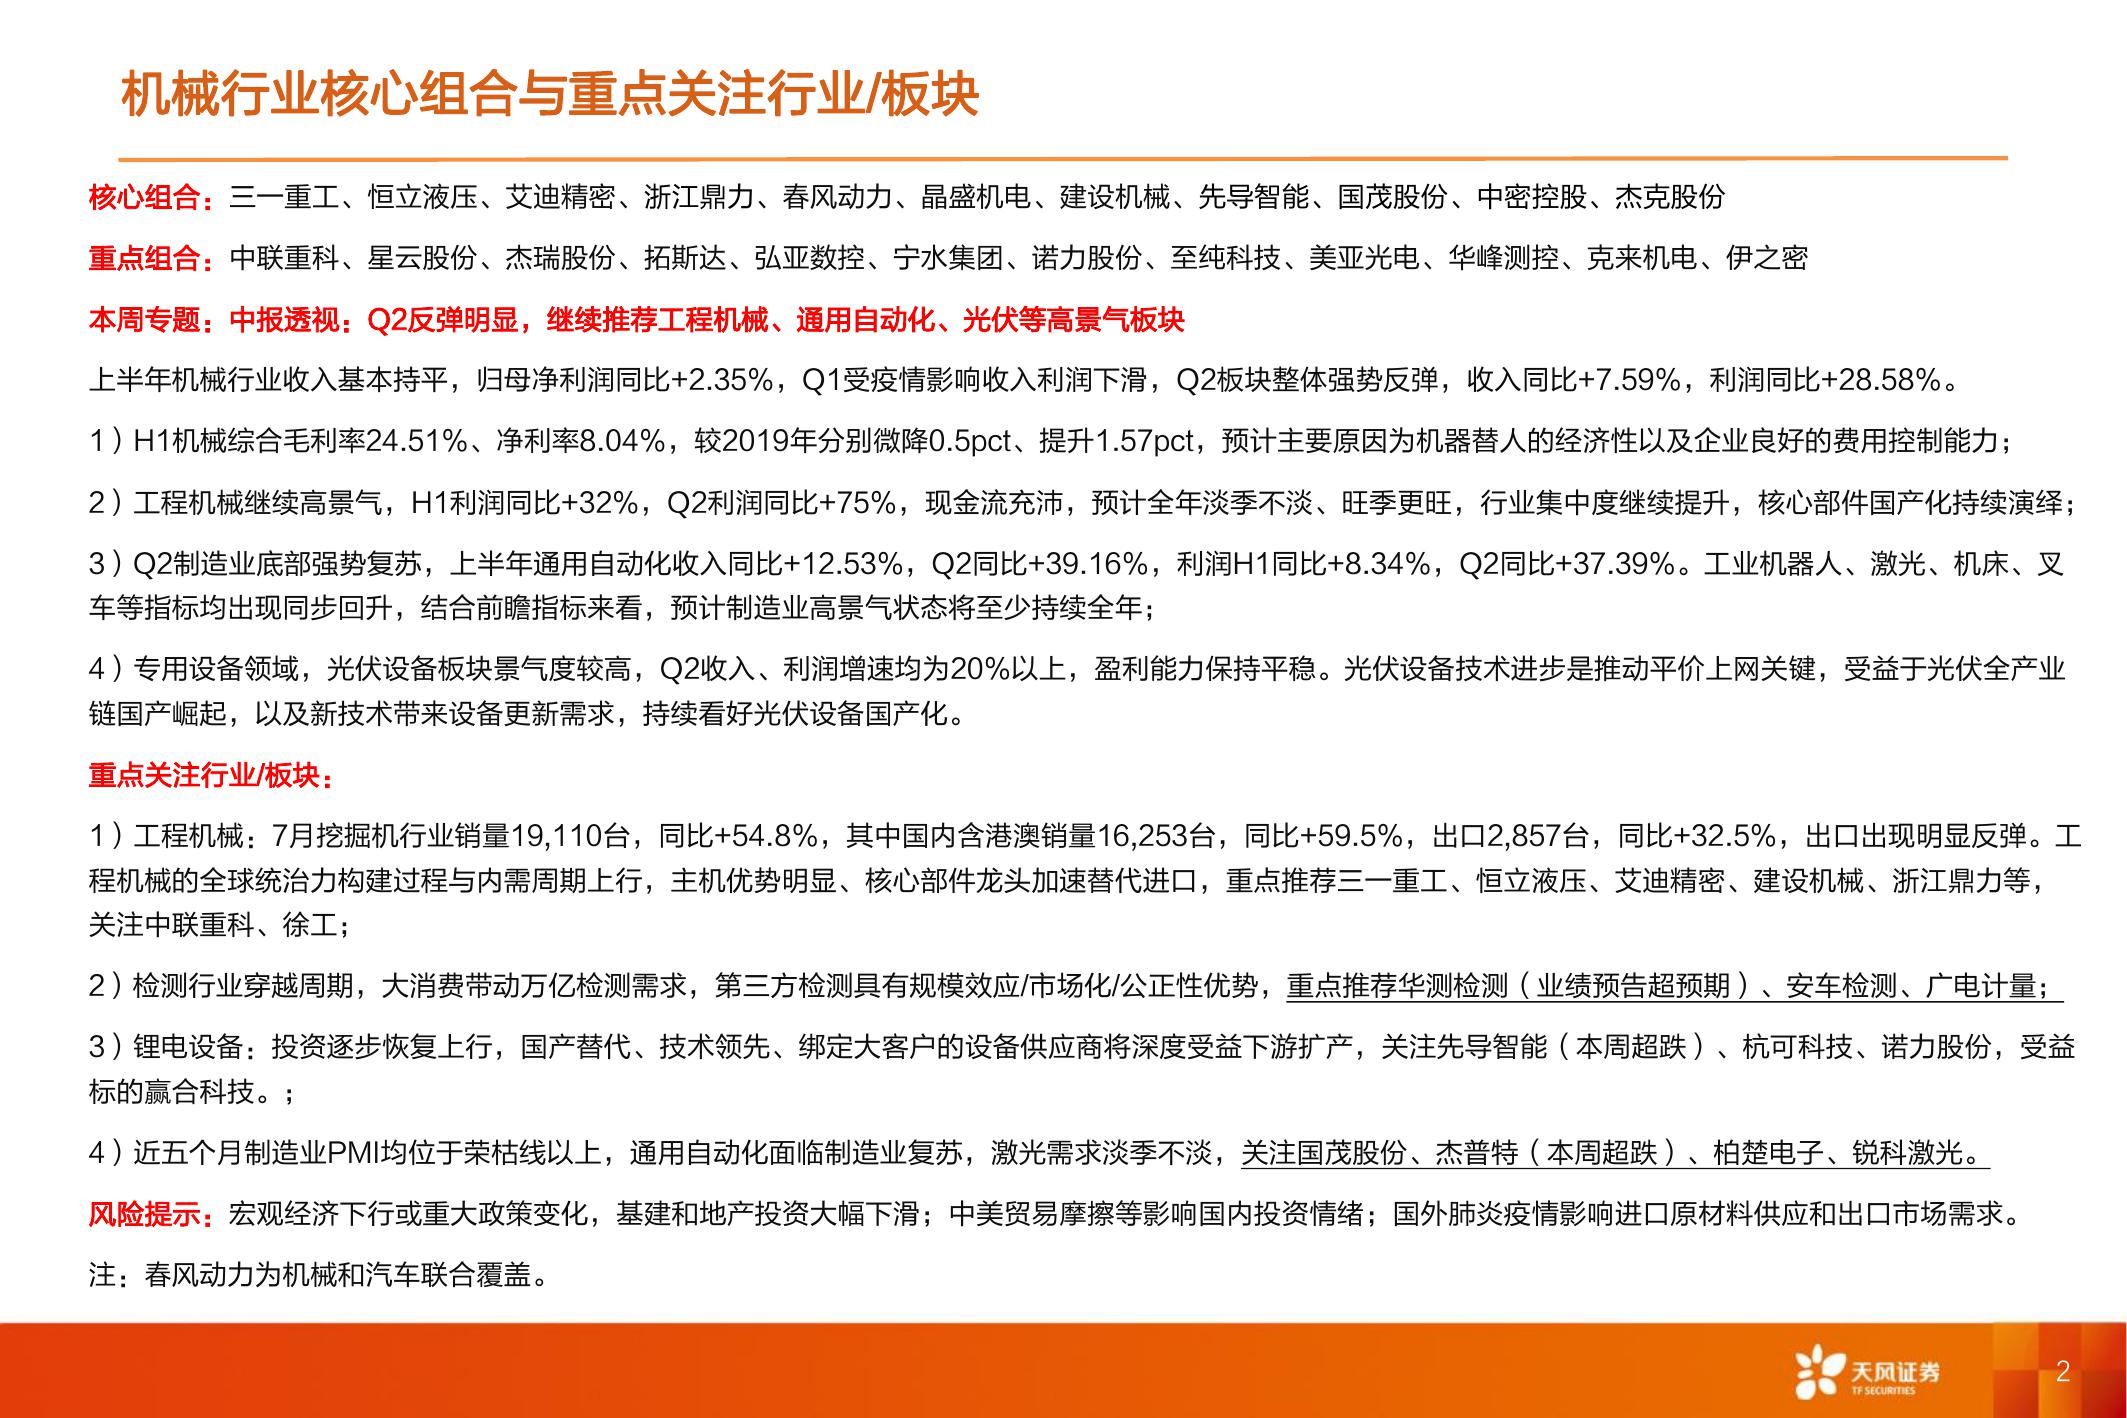 机械行业核心组合与重点关注行业/板块
核心组合：三一重工、恒立液压、艾迪精密、浙江鼎力、春风动力、晶盛机电、建设机械、先导智能、国茂股份、中密控股、杰克股份
重点组合：中联重科、星云股份、杰瑞股份、拓斯达、弘亚数控、宁水集团、诺力股份、至纯科技、美亚光电、华峰测控、克来机电、伊之密
本周专题：中报透视：Q2反弹明显，继续推荐工程机械、通用自动化、光伏等高景气板块
上半年机械行业收入基本持平，归母净利润同比+2.35%，Q1受疫情影响收入利润下滑，Q2板块整体强势反弹，收入同比+7.59%，利润同比+28.58%。
1）H1机械综合毛利率24.51%、净利率8.04%，较2019年分别微降0.5pct、提升1.57pct，预计主要原因为机器替人的经济性以及企业良好的费用控制能力；
2）工程机械继续高景气，H1利润同比+32%，Q2利润同比+75%，现金流充沛，预计全年淡季不淡、旺季更旺，行业集中度继续提升，核心部件国产化持续演绎；
3）Q2制造业底部强势复苏，上半年通用自动化收入同比+12.53%，Q2同比+39.16%，利润H1同比+8.34%，Q2同比+37.39%。工业机器人、激光、机床、叉
车等指标均出现同步回升，结合前瞻指标来看，预计制造业高景气状态将至少持续全年；
4）专用设备领域，光伏设备板块景气度较高，Q2收入、利润增速均为20%以上，盈利能力保持平稳。光伏设备技术进步是推动平价上网关键，受益于光伏全产业
链国产崛起，以及新技术带来设备更新需求，持续看好光伏设备国产化。
重点关注行业/板块：
1）工程机械：7月挖掘机行业销量19,110台，同比+54.8%，其中国内含港澳销量16,253台，同比+59.5%，出口2,857台，同比+32.5%，出口出现明显反弹。工
程机械的全球统治力构建过程与内需周期上行，主机优势明显、核心部件龙头加速替代进口，重点推荐三一重工、恒立液压、艾迪精密、建设机械、浙江鼎力等，
关注中联重科、徐工；
2）检测行业穿越周期，大消费带动万亿检测需求，第三方检测具有规模效应/市场化/公正性优势，重点推荐华测检测（业绩预告超预期）、安车检测、广电计量；
3）锂电设备：投资逐步恢复上行，国产替代、技术领先、绑定大客户的设备供应商将深度受益下游扩产，关注先导智能（本周超跌）、杭可科技、诺力股份，受益
标的赢合科技。；
4）近五个月制造业PMI均位于荣枯线以上，通用自动化面临制造业复苏，激光需求淡季不淡，关注国茂股份、杰普特（本周超跌）、柏楚电子、锐科激光。
风险提示：宏观经济下行或重大政策变化，基建和地产投资大幅下滑；中美贸易摩擦等影响国内投资情绪；国外肺炎疫情影响进口原材料供应和出口市场需求。
注：春风动力为机械和汽车联合覆盖。
天风证券
TF SECURITIES
2